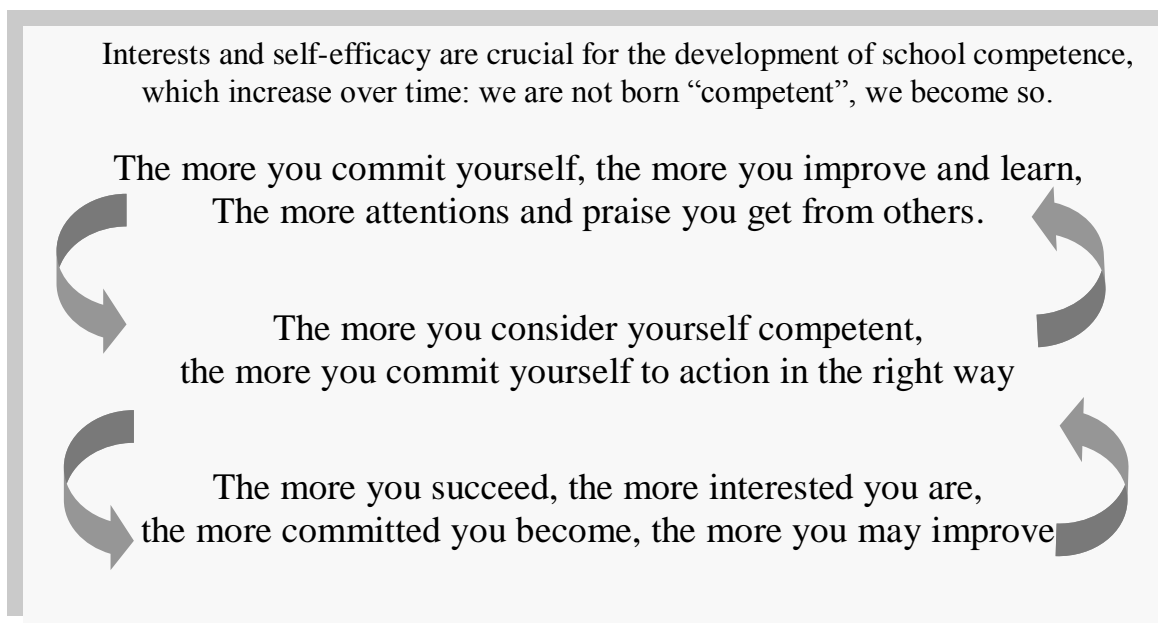 Interests and self-efficacy are crucial for the development of school competence,
which increase over time: we are not born “competent”, we become so.
The more you commit yourself, the more you improve and learn,
The more attentions and praise you get from others.
The more you consider yourself competent,
the more you commit yourself to action in the right way
The more you succeed, the more interested you are,
the more committed you become, the more you may improve